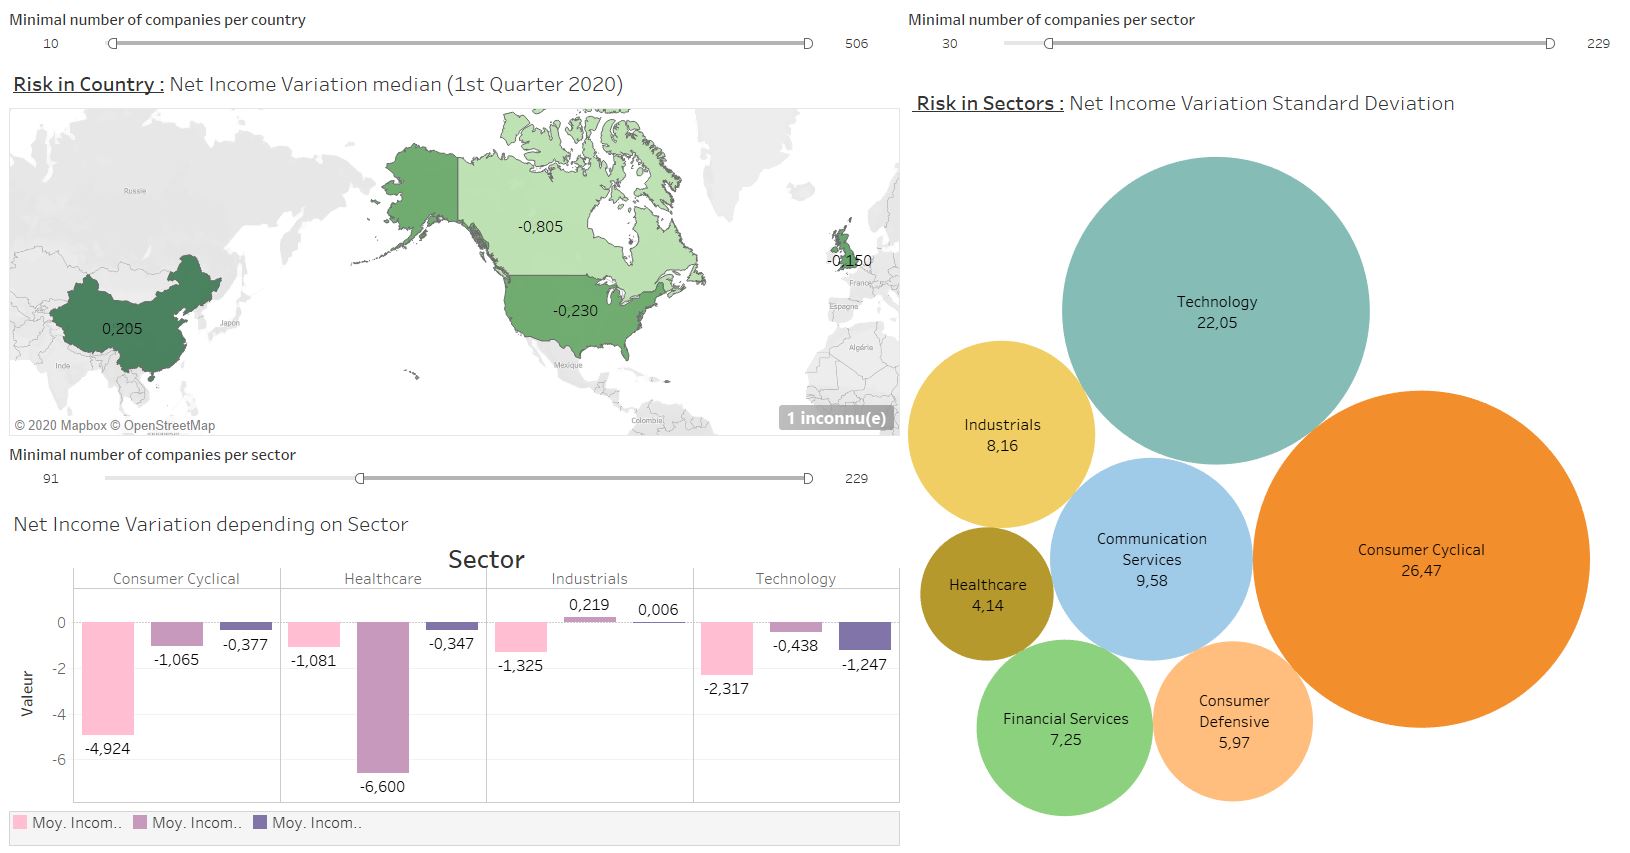 Minimal number of companies per country
10
506
Risk in Country : Net Income Variation median (1st Quarter 2020)
Russie
-0,805
-0,150
France
0,205
Japon
-0,230
Espagne
Algérie
Inde
Mexique
Colombie
1 inconnu(e)
© 2020 Mapbox © OpenStreetMap
Minimal number of companies per sector
91
229
Net Income Variation depending on Sector
Sector
Consumer Cyclical
Healthcare
Industrials
Technology
Valeur
0
-2
-4
-6
-4,924
-1,065
-0,377
-1,081
-6,600
-0,347
-1,325
0,219
0,006
-2,317
-0,438
-1,247
Moy. Incom..
Moy. Incom..
Moy. Incom..
Minimal number of companies per sector
30
229
Risk in Sectors : Net Income Variation Standard Deviation
Technology
22,05
Industrials
8,16
Communication
Services
9,58
Consumer Cyclical
26,47
Healthcare
4,14
Financial Services
7,25
Consumer
Defensive
5,97